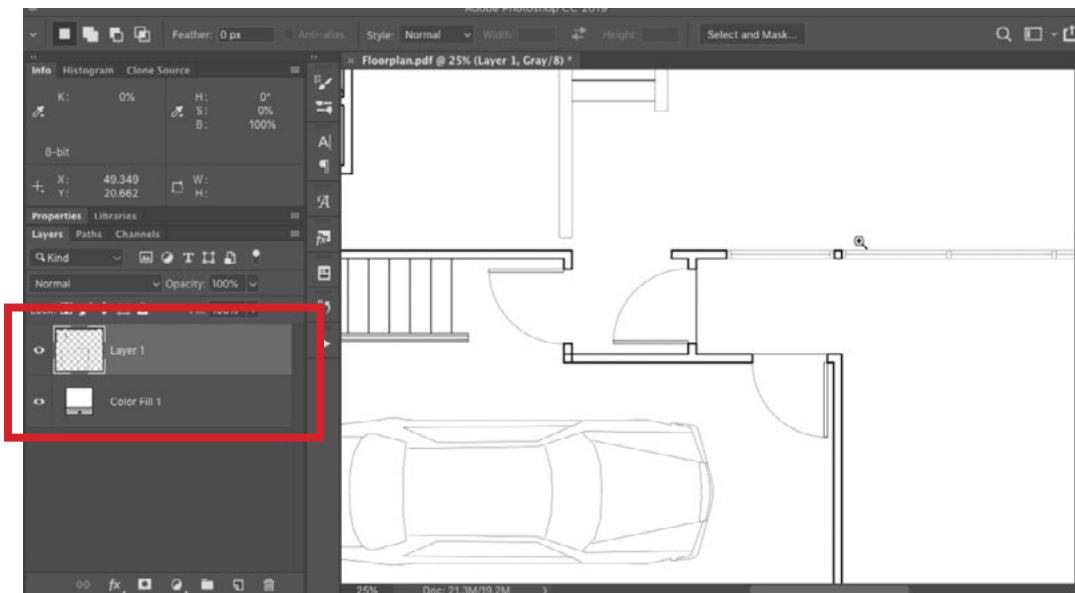 Adobe Photoshop CC 2019
Feather: 0 px Anti-alias Style: Normal Width: Height: Select and Mask...
Info Histogram Clone Source
Floorplan.pdf @ 25% (Layer 1, Gray/8) *
K: 0% H: 0°
S: 0%
B: 100%
8-bit
X: 49.349 W:
Y: 20.662 H:
Properties Libraries
Layers Paths Channels
Kind
Normal Opacity: 100%
Layer 1
Color Fill 1
25% Doc: 21.3M/19.2M